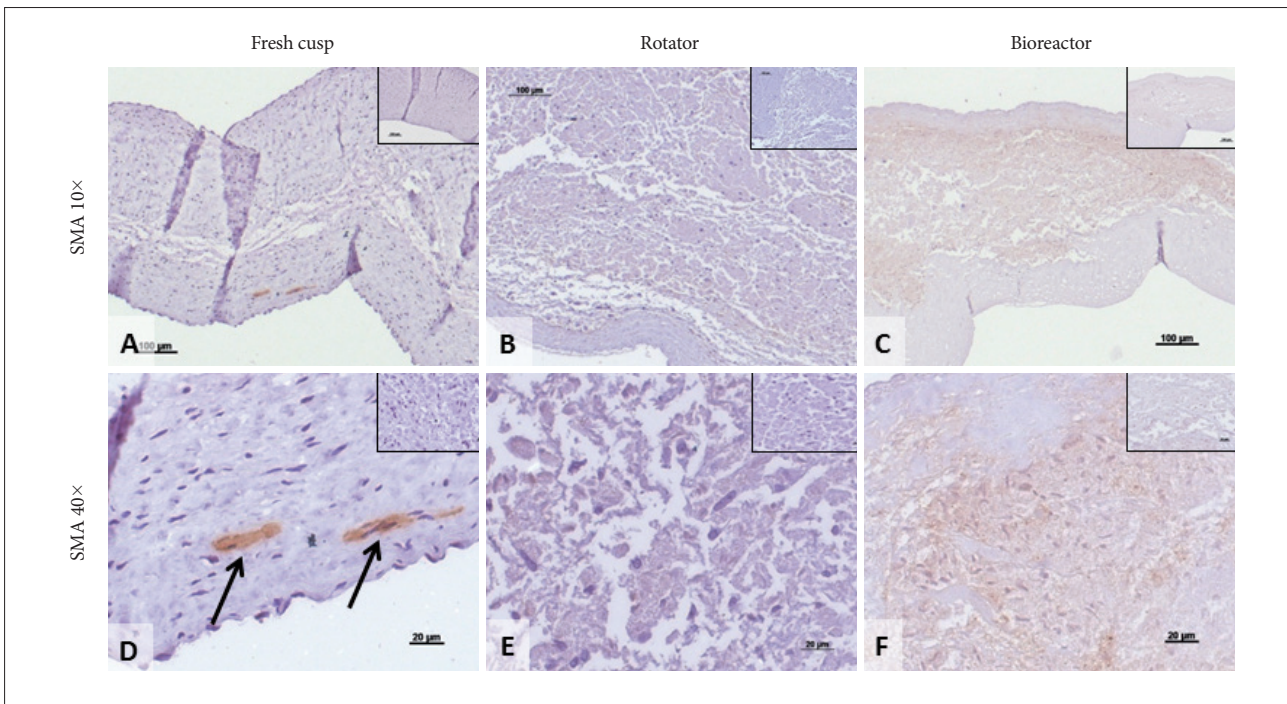 Fresh cusp Rotator Bioreactor
SMA 10×
100 µm
A
100 µm
B
100 µm
C
SMA 40×
20 µm
D
20 µm
E
20 µm
F